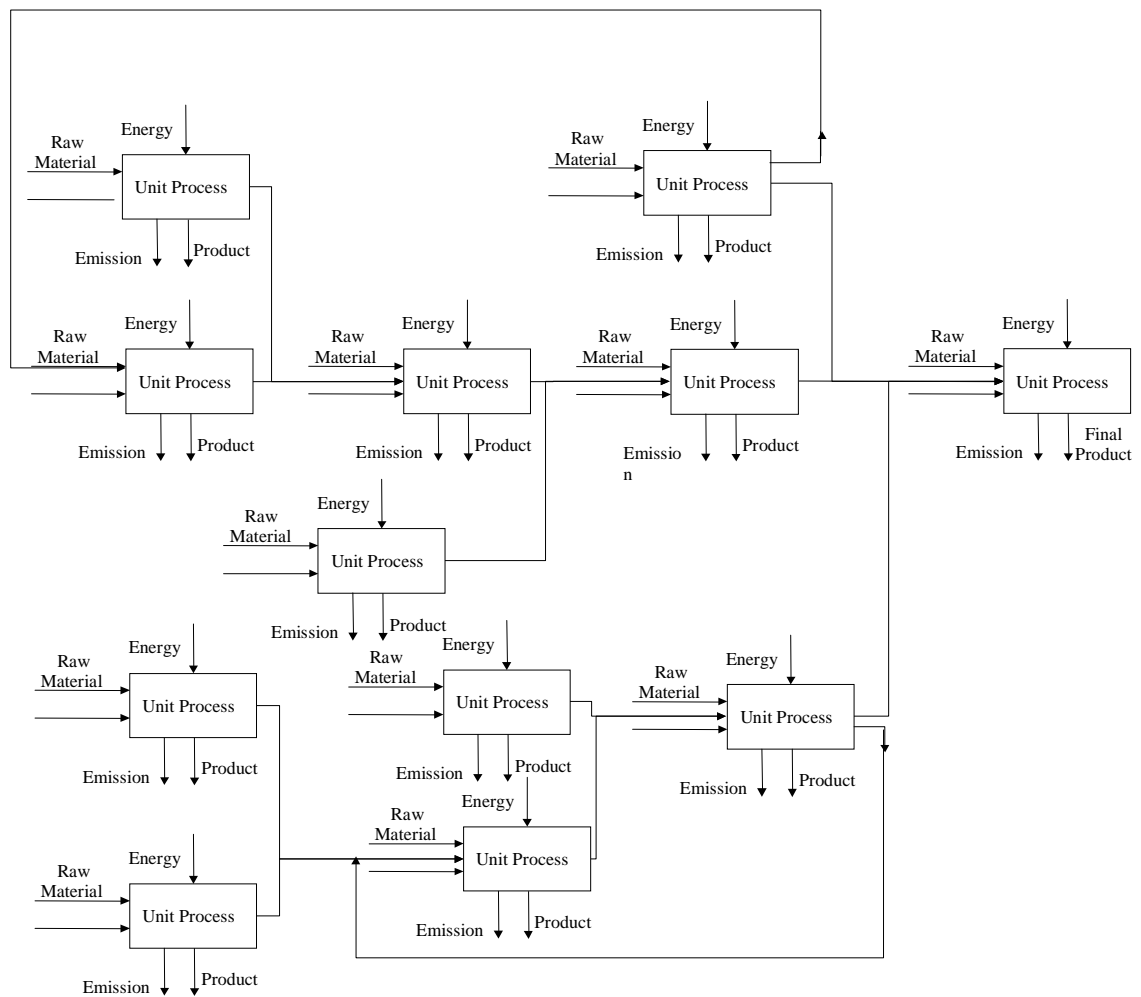 Energy
Raw
Material
Unit Process
Emission
Product
Energy
Raw
Material
Unit Process
Emission
Product
Energy
Raw
Material
Unit Process
Emission
Product
Energy
Raw
Material
Unit Process
Emission
Product
Energy
Raw
Material
Unit Process
Emissio
n
Product
Energy
Raw
Material
Unit Process
Emission
Final
Product
Energy
Raw
Material
Unit Process
Emission
Product
Energy
Raw
Material
Unit Process
Emission
Product
Energy
Raw
Material
Unit Process
Emission
Product
Energy
Raw
Material
Unit Process
Emission
Product
Energy
Raw
Material
Unit Process
Emission
Product
Energy
Raw
Material
Unit Process
Emission
Product